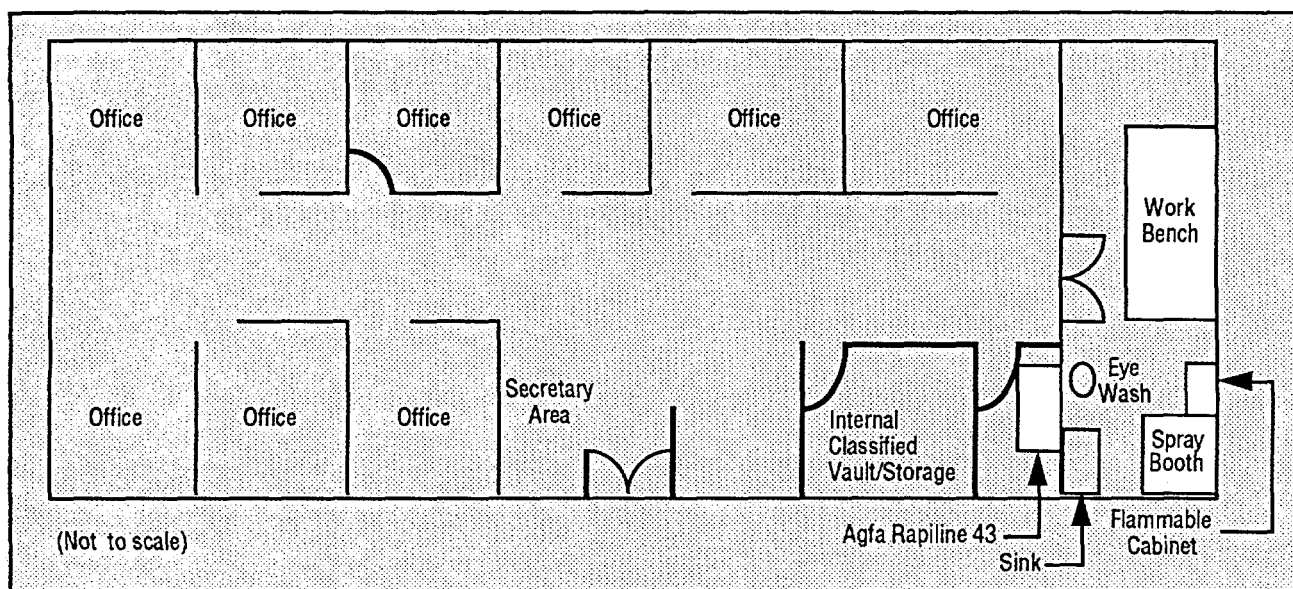 Office
Office
Office
Office
Office
Office
Work
Bench
Eye
Wash
Secretary
Area
Office
Office
Office
Internal
Classified
Vault/Storage
Spray
Booth
(Not to scale)
Agfa Rapiline 43
Sink
Flammable
Cabinet